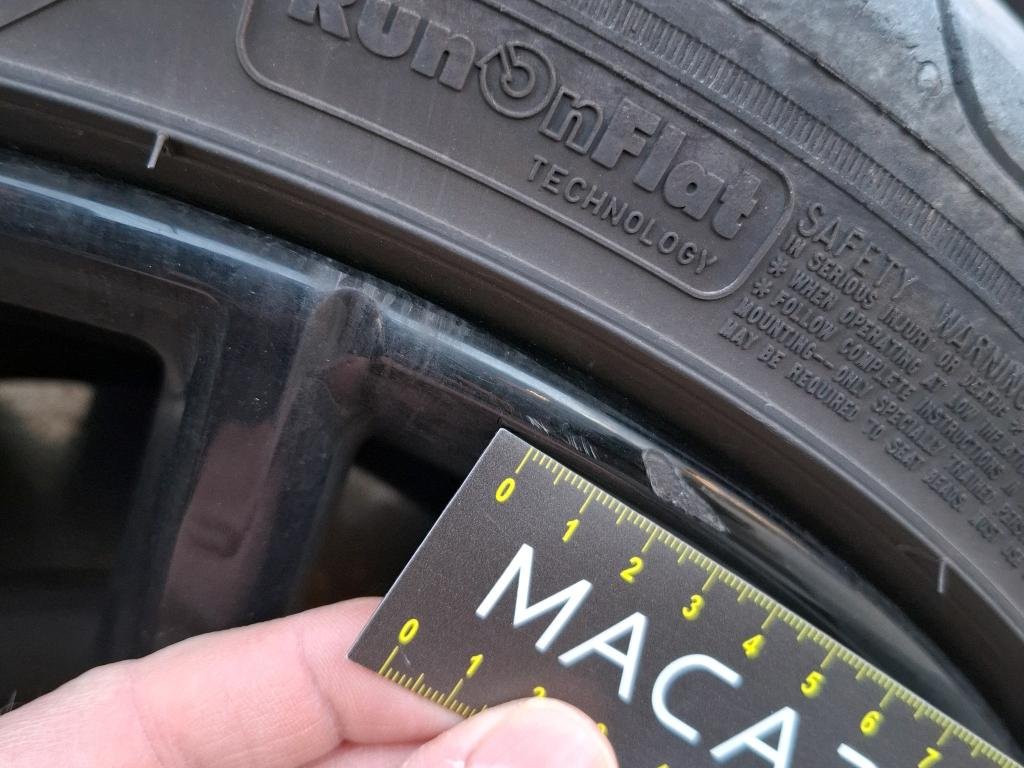 RunOnFlat
TECHNOLOGY
SAFETY WARNING
IN SERIOUS INJURY OR DEATH
* WHEN OPERATING AT LOW INFLATION
* FOLLOW COMPLETE INSTRUCTIONS
MOUNTING—ONLY SPECIALLY TRAINED
MAY BE REQUIRED TO SEAT BEADS
0 1 2 3 4 5 6 7
MACA
0 1 2